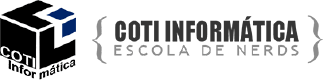 COTI
Informática
{ COTI INFORMÁTICA }
ESCOLA DE NERDS